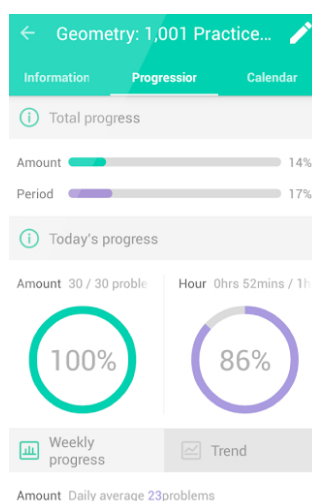 Geometry: 1,001 Practice...
Information Progression Calendar
Total progress
Amount 14%
Period 17%
Today's progress
Amount 30 / 30 proble Hour 0hrs 52mins / 1h
100% 86%
Weekly progress Trend
Amount Daily average 23problems